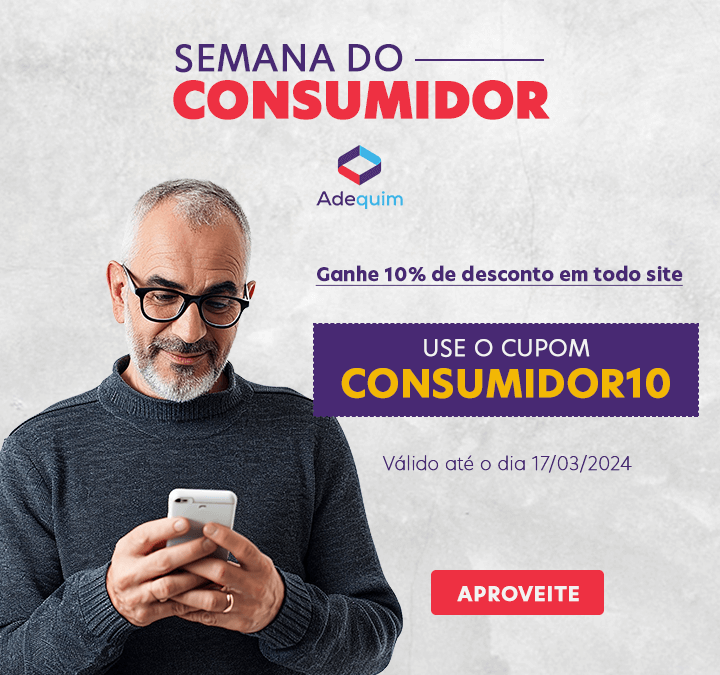 SEMANA DO
CONSUMIDOR
Adequim
Ganhe 10% de desconto em todo site
USE O CUPOM
CONSUMIDOR10
Válido até o dia 17/03/2024
APROVEITE